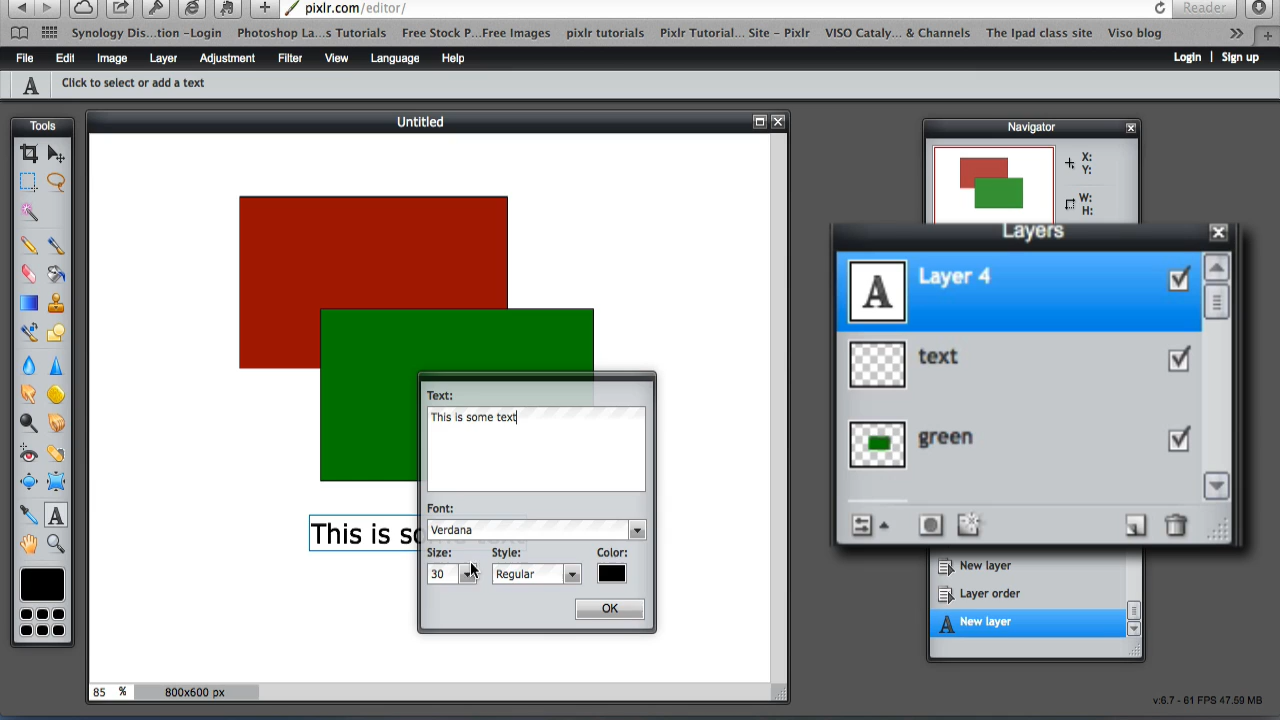 pixlr.com/editor/
Reader
Synology Dis...tion -Login
Photoshop La...s Tutorials
Free Stock P...Free Images
pixlr tutorials
Pixlr Tutorial... Site - Pixlr
VISO Cataly... & Channels
The Ipad class site
Viso blog
File Edit Image Layer Adjustment Filter View Language Help
Login Sign up
A
Click to select or add a text
Tools
Untitled
Navigator
X:
Y:
W:
H:
Layers
A
Layer 4
text
green
Text:
This is some text
Font:
Verdana
This is so
Size: Style: Color:
30 Regular
OK
A
New layer
Layer order
A New layer
85 % 800x600 px
v:6.7 - 61 FPS 47.59 MB